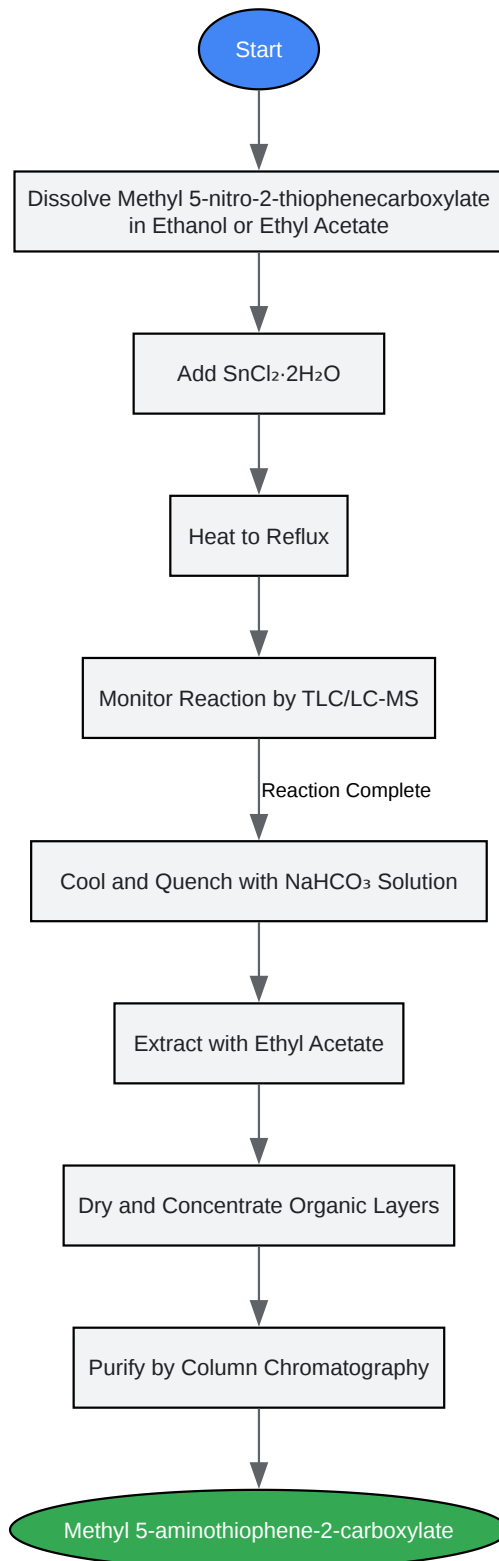 Start
Dissolve Methyl 5-nitro-2-thiophenecarboxylate
in Ethanol or Ethyl Acetate
Add SnCl₂·2H₂O
Heat to Reflux
Monitor Reaction by TLC/LC-MS
Reaction Complete
Cool and Quench with NaHCO₃ Solution
Extract with Ethyl Acetate
Dry and Concentrate Organic Layers
Purify by Column Chromatography
Methyl 5-aminothiophene-2-carboxylate